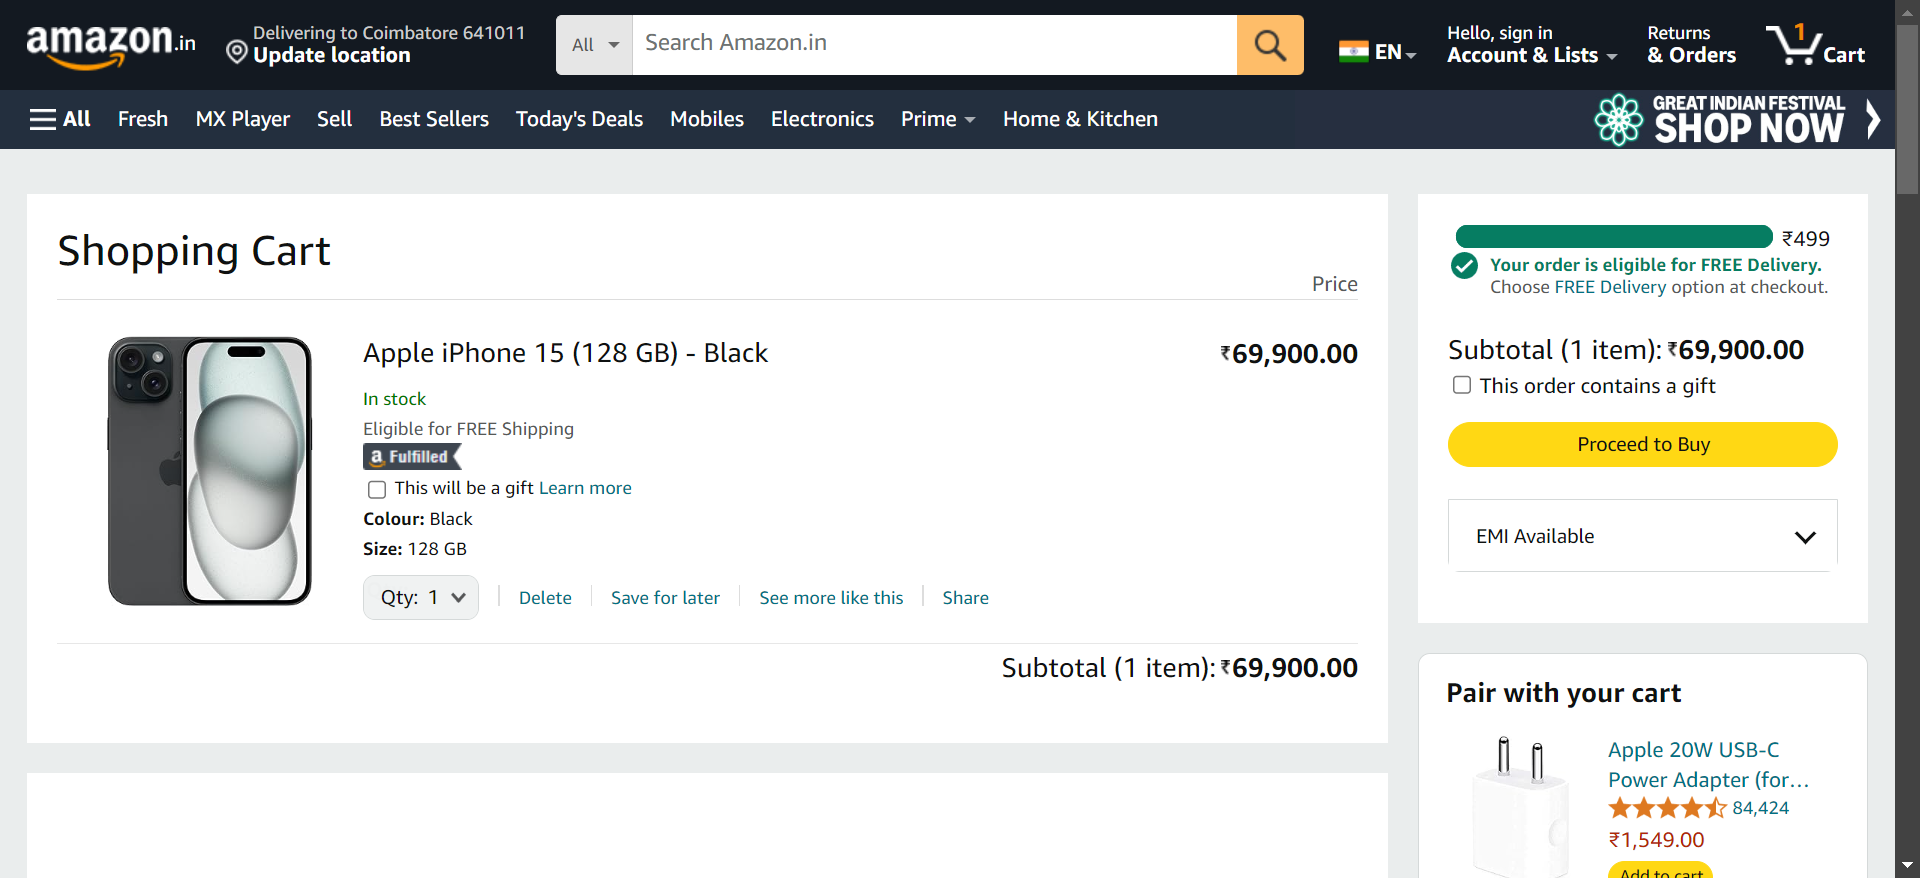 amazon.in
Delivering to Coimbatore 641011
Update location
All
Search Amazon.in
EN
Hello, sign in
Account & Lists
Returns
& Orders
1
Cart
All
Fresh
MX Player
Sell
Best Sellers
Today's Deals
Mobiles
Electronics
Prime
Home & Kitchen
GREAT INDIAN FESTIVAL
SHOP NOW
Shopping Cart
Price
Apple iPhone 15 (128 GB) - Black
₹69,900.00
In stock
Eligible for FREE Shipping
a Fulfilled
This will be a gift Learn more
Colour: Black
Size: 128 GB
Qty: 1
Delete
Save for later
See more like this
Share
Subtotal (1 item): ₹69,900.00
₹499
Your order is eligible for FREE Delivery.
Choose FREE Delivery option at checkout.
Subtotal (1 item): ₹69,900.00
This order contains a gift
Proceed to Buy
EMI Available
Pair with your cart
Apple 20W USB-C
Power Adapter (for…
84,424
₹1,549.00
Add to cart